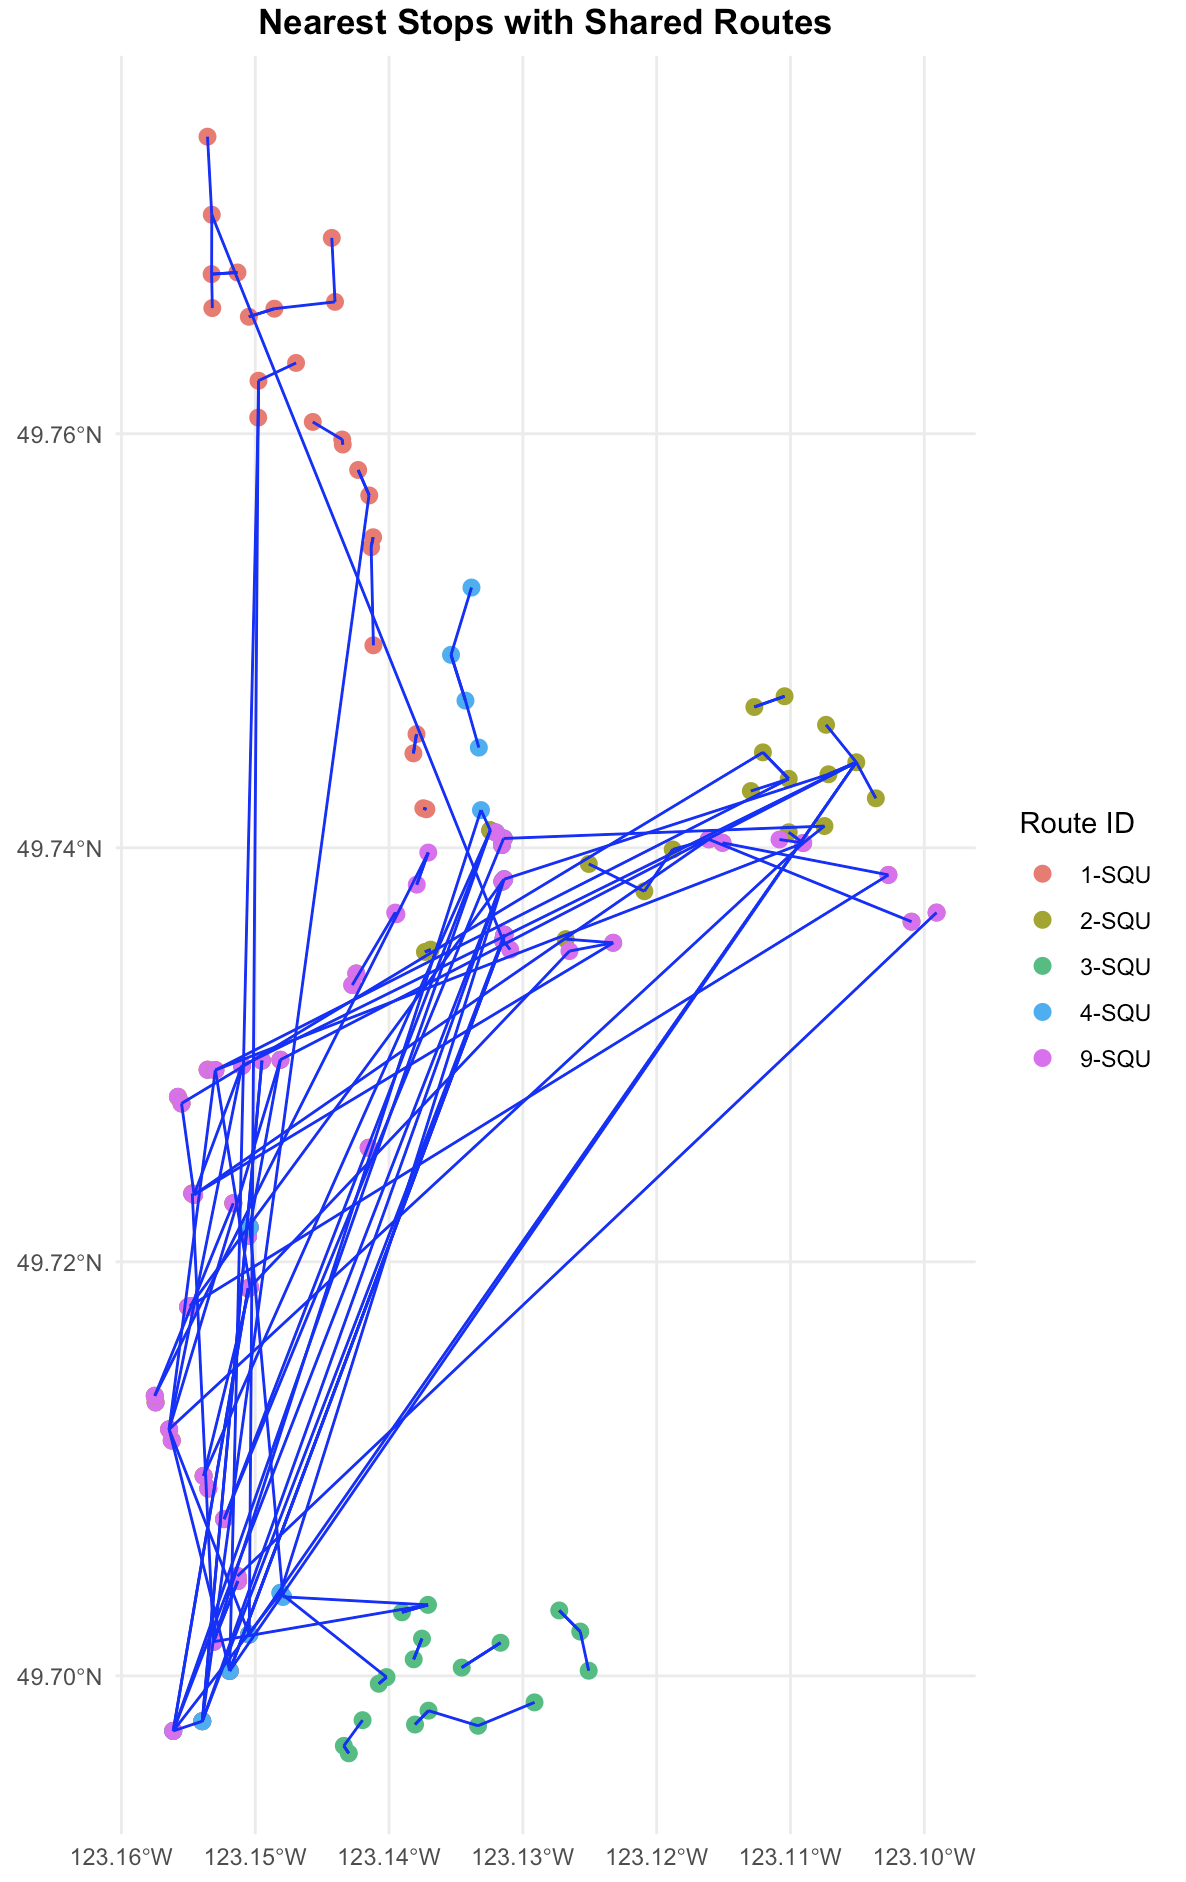 Nearest Stops with Shared Routes
49.76°N
49.74°N
49.72°N
49.70°N
123.16°W 123.15°W 123.14°W 123.13°W 123.12°W 123.11°W 123.10°W
Route ID
1-SQU
2-SQU
3-SQU
4-SQU
9-SQU